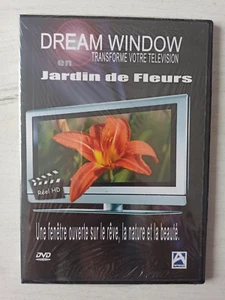 DREAM WINDOW
TRANSFORME VOTRE TELEVISION
en
Jardin de Fleurs
Réel HD
Une fenêtre ouverte sur le rêve, la nature et la beauté.
DVD